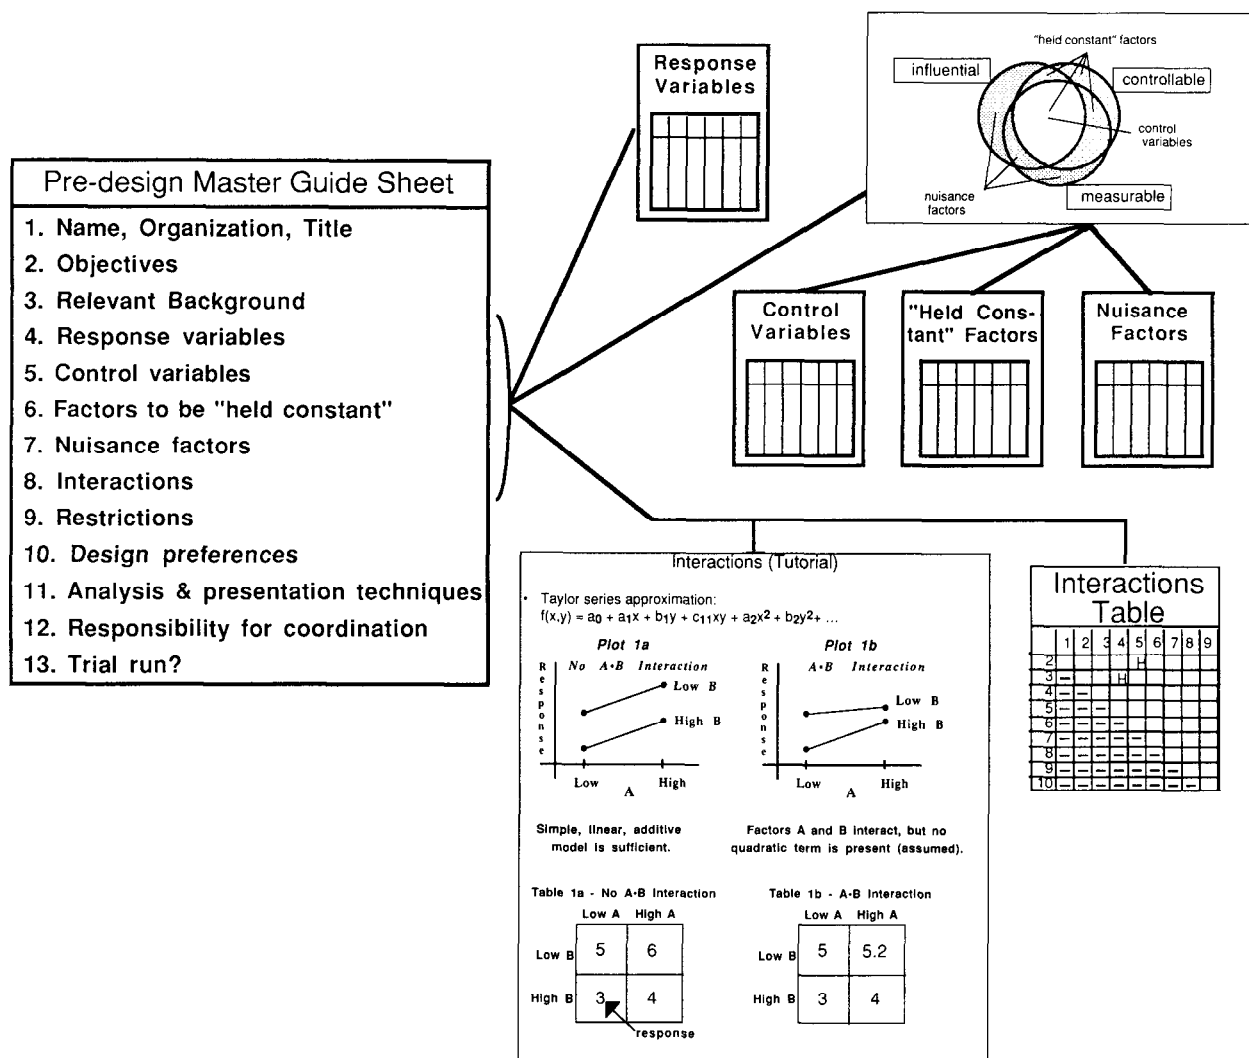 Pre-design Master Guide Sheet
1. Name, Organization, Title
2. Objectives
3. Relevant Background
4. Response variables
5. Control variables
6. Factors to be "held constant"
7. Nuisance factors
8. Interactions
9. Restrictions
10. Design preferences
11. Analysis & presentation techniques
12. Responsibility for coordination
13. Trial run?
Response
Variables
"held constant" factors
influential
controllable
control
variables
nuisance
factors
measurable
Control
Variables
"Held Cons-
tant" Factors
Nuisance
Factors
Interactions (Tutorial)
• Taylor series approximation:
f(x,y) = a₀ + a₁x + b₁y + c₁₁xy + a₂x² + b₂y²+ ...
Plot 1a
No A•B Interaction
Response
Low B
High B
Low
High
A
Simple, linear, additive
model is sufficient.
Plot 1b
A•B Interaction
Response
Low B
High B
Low
High
A
Factors A and B interact, but no
quadratic term is present (assumed).
Table 1a - No A•B Interaction
Low A High A
Low B 5 6
High B 3 4
response
Table 1b - A•B Interaction
Low A High A
Low B 5 5.2
High B 3 4
Interactions
Table
1 2 3 4 5 6 7 8 9
2 H
3 – H
4 – –
5 – – –
6 – – – –
7 – – – – –
8 – – – – – –
9 – – – – – – –
10 – – – – – – – –